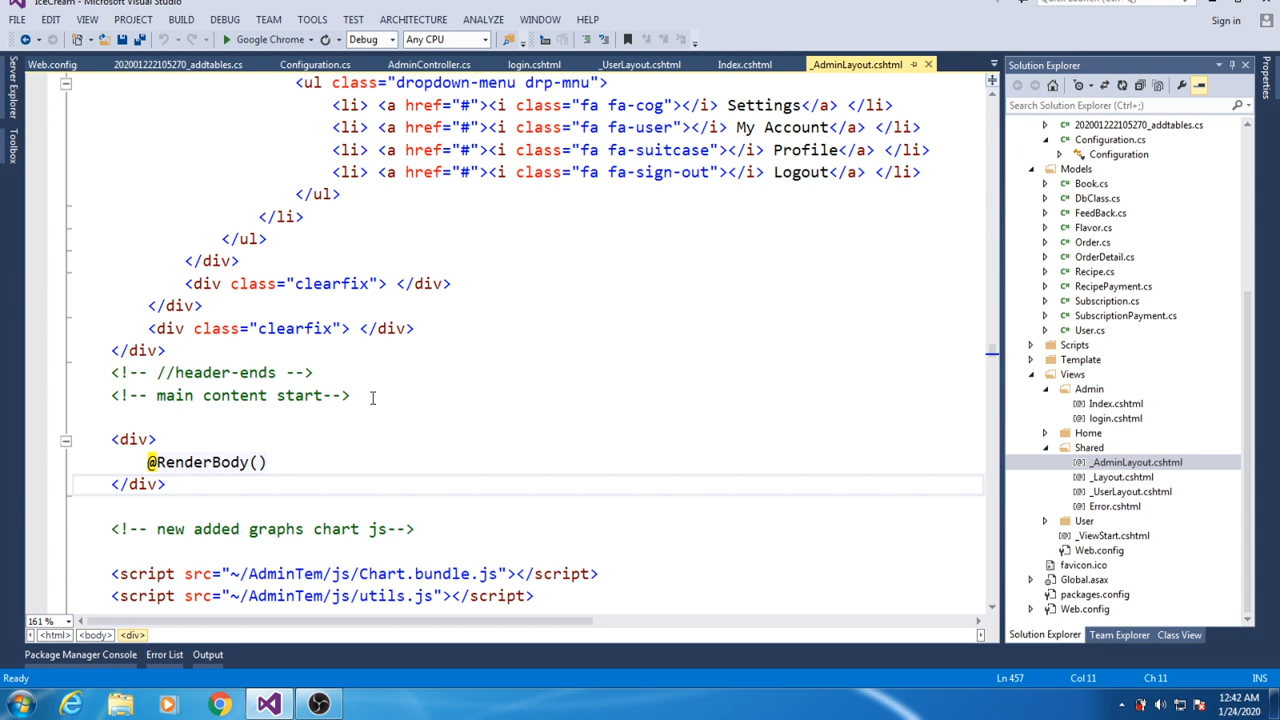 IceCream - Microsoft Visual Studio
Quick Launch (Ctrl+Q)
FILE EDIT VIEW PROJECT BUILD DEBUG TEAM TOOLS TEST ARCHITECTURE ANALYZE WINDOW HELP
Sign in
Google Chrome Debug Any CPU
Web.config 202001222105270_addtables.cs Configuration.cs AdminController.cs login.cshtml _UserLayout.cshtml Index.cshtml _AdminLayout.cshtml
Server Explorer
Toolbox
<ul class="dropdown-menu drp-mnu">
<li> <a href="#"><i class="fa fa-cog"></i> Settings</a> </li>
<li> <a href="#"><i class="fa fa-user"></i> My Account</a> </li>
<li> <a href="#"><i class="fa fa-suitcase"></i> Profile</a> </li>
<li> <a href="#"><i class="fa fa-sign-out"></i> Logout</a> </li>
</ul>
</li>
</ul>
</div>
<div class="clearfix"> </div>
</div>
<div class="clearfix"> </div>
</div>
<!-- //header-ends -->
<!-- main content start-->
<div>
@RenderBody()
</div>
<!-- new added graphs chart js-->
<script src="~/AdminTem/js/Chart.bundle.js"></script>
<script src="~/AdminTem/js/utils.js"></script>
161 %
<html> <body> <div>
Package Manager Console Error List Output
Solution Explorer
Search Solution Explorer (Ctrl+;)
202001222105270_addtables.cs
Configuration.cs
Configuration
Models
Book.cs
DbClass.cs
FeedBack.cs
Flavor.cs
Order.cs
OrderDetail.cs
Recipe.cs
RecipePayment.cs
Subscription.cs
SubscriptionPayment.cs
User.cs
Scripts
Template
Views
Admin
Index.cshtml
login.cshtml
Home
Shared
_AdminLayout.cshtml
_Layout.cshtml
_UserLayout.cshtml
Error.cshtml
User
_ViewStart.cshtml
Web.config
favicon.ico
Global.asax
packages.config
Web.config
Solution Explorer Team Explorer Class View
Properties
Ready Ln 457 Col 11 Ch 11 INS
12:42 AM
1/24/2020